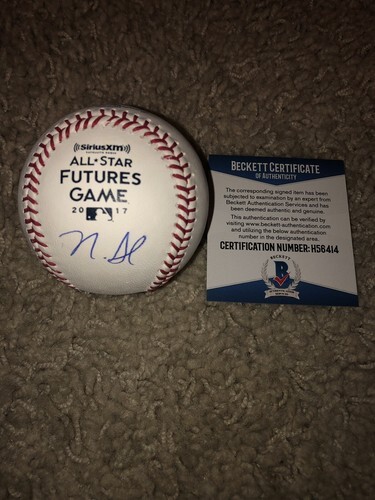 SiriusXM
ALL★STAR
FUTURES
GAME
2017
BECKETT CERTIFICATE
OF AUTHENTICITY
The corresponding signed item has been
subjected to examination by an expert from
Beckett Authentication Services and has
been deemed authentic and genuine.
This authentication can be verified by
visiting www.beckett-authentication.com
and utilizing the below authentication
number in the designated area.
CERTIFICATION NUMBER: H56414
BECKETT
B